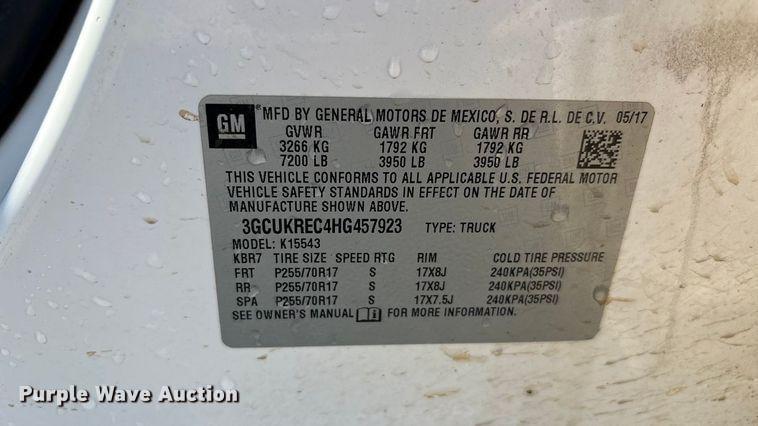 GM ® MFD BY GENERAL MOTORS DE MEXICO, S. DE R.L. DE C.V. 05/17
GVWR GAWR FRT GAWR RR
3266 KG 1792 KG 1792 KG
7200 LB 3950 LB 3950 LB
THIS VEHICLE CONFORMS TO ALL APPLICABLE U.S. FEDERAL MOTOR
VEHICLE SAFETY STANDARDS IN EFFECT ON THE DATE OF
MANUFACTURE SHOWN ABOVE.
3GCUKREC4HG457923 TYPE: TRUCK
MODEL: K15543
KBR7 TIRE SIZE SPEED RTG RIM COLD TIRE PRESSURE
FRT P255/70R17 S 17X8J 240KPA(35PSI)
RR P255/70R17 S 17X8J 240KPA(35PSI)
SPA P255/70R17 S 17X7.5J 240KPA(35PSI)
SEE OWNER'S MANUAL i FOR MORE INFORMATION.
Purple Wave Auction